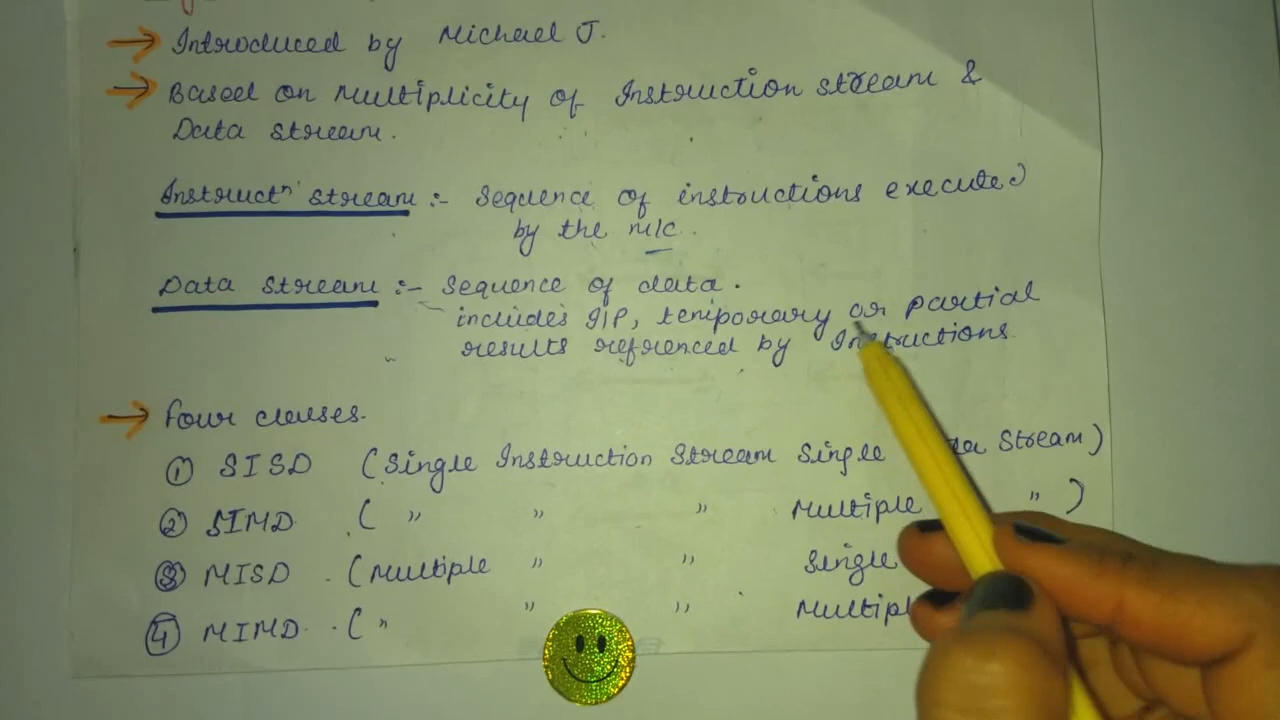 → Introduced by Michael J.
→ Based on Multiplicity of Instruction stream &
Data stream.
Instructⁿ stream :- Sequence of instructions executed
by the m/c.
Data stream :- Sequence of data.
includes I/P, temporary or partial
results referenced by Instructions
→ Four classes.
① SISD (Single Instruction Stream Single Stream)
② SIMD ( " " " Multiple " )
③ MISD (Multiple " " Single
④ MIMD. ( " " "